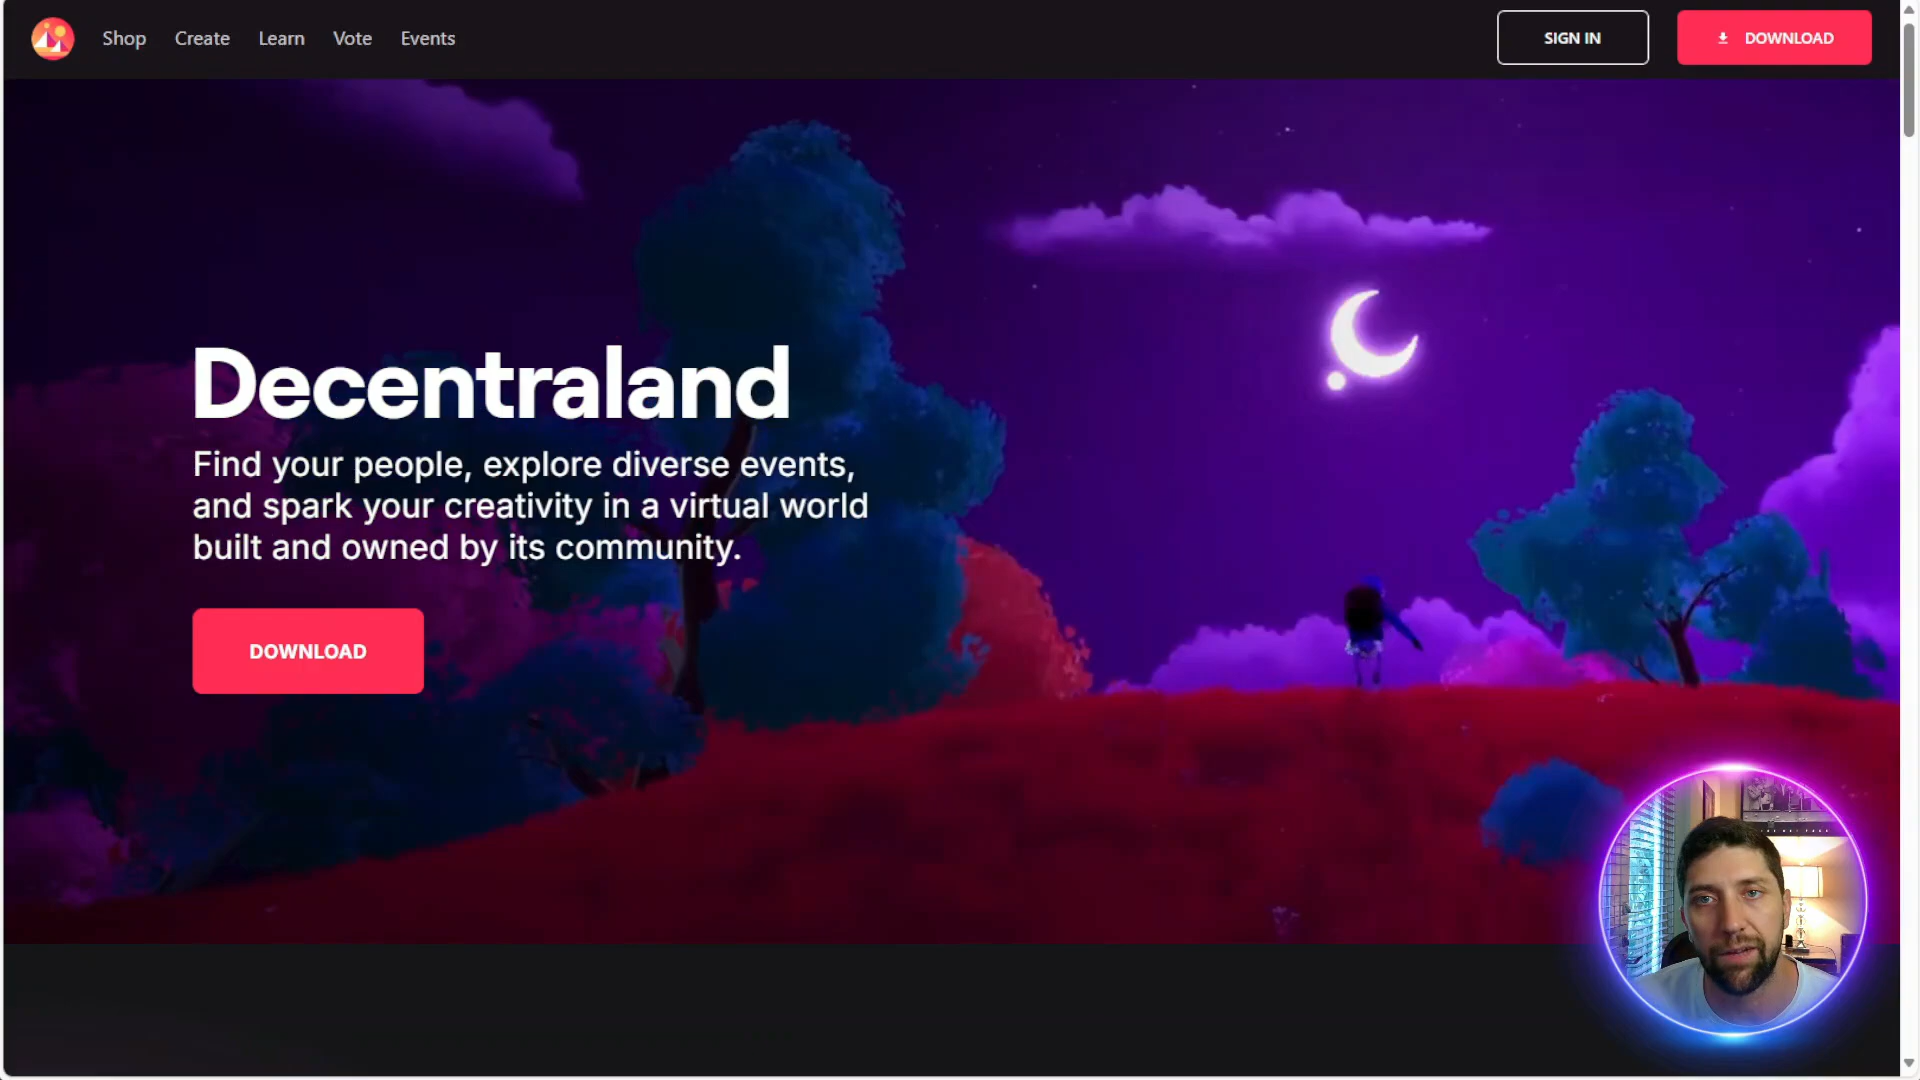 Shop Create Learn Vote Events SIGN IN DOWNLOAD
Decentraland
Find your people, explore diverse events,
and spark your creativity in a virtual world
built and owned by its community.
DOWNLOAD